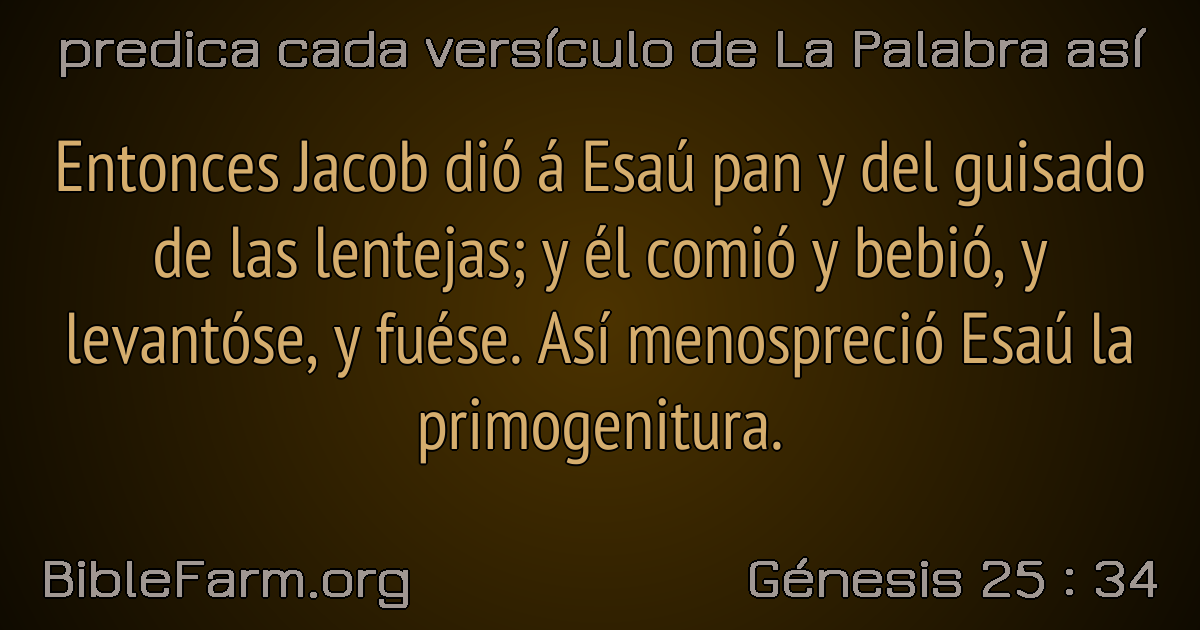 predica cada versículo de La Palabra así
Entonces Jacob dió á Esaú pan y del guisado
de las lentejas; y él comió y bebió, y
levantóse, y fuése. Así menospreció Esaú la
primogenitura.
BibleFarm.org
Génesis 25 : 34